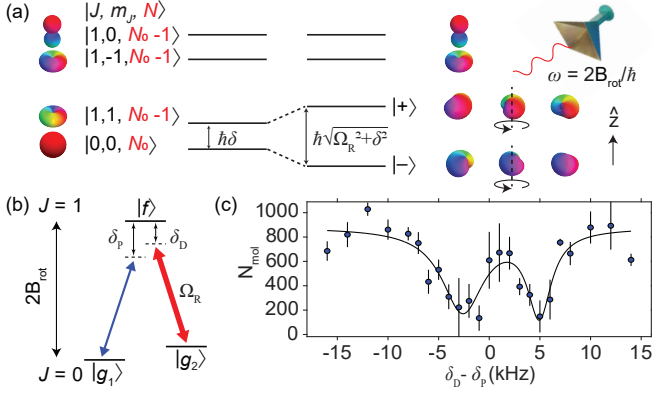 (a)
|J, m_J, N⟩
|1,0, N₀ -1⟩
|1,-1, N₀ -1⟩
|1,1, N₀ -1⟩
|0,0, N₀⟩
ħδ
ħ√(Ω_R²+δ²)
|+⟩
|−⟩
ω = 2B_rot/ħ
ẑ
(b)
J = 1
|f⟩
δ_P
δ_D
2B_rot
Ω_R
J = 0
|g₁⟩
|g₂⟩
(c)
N_mol
1000
800
600
400
200
0
-15
-10
-5
0
5
10
15
δ_D - δ_P (kHz)